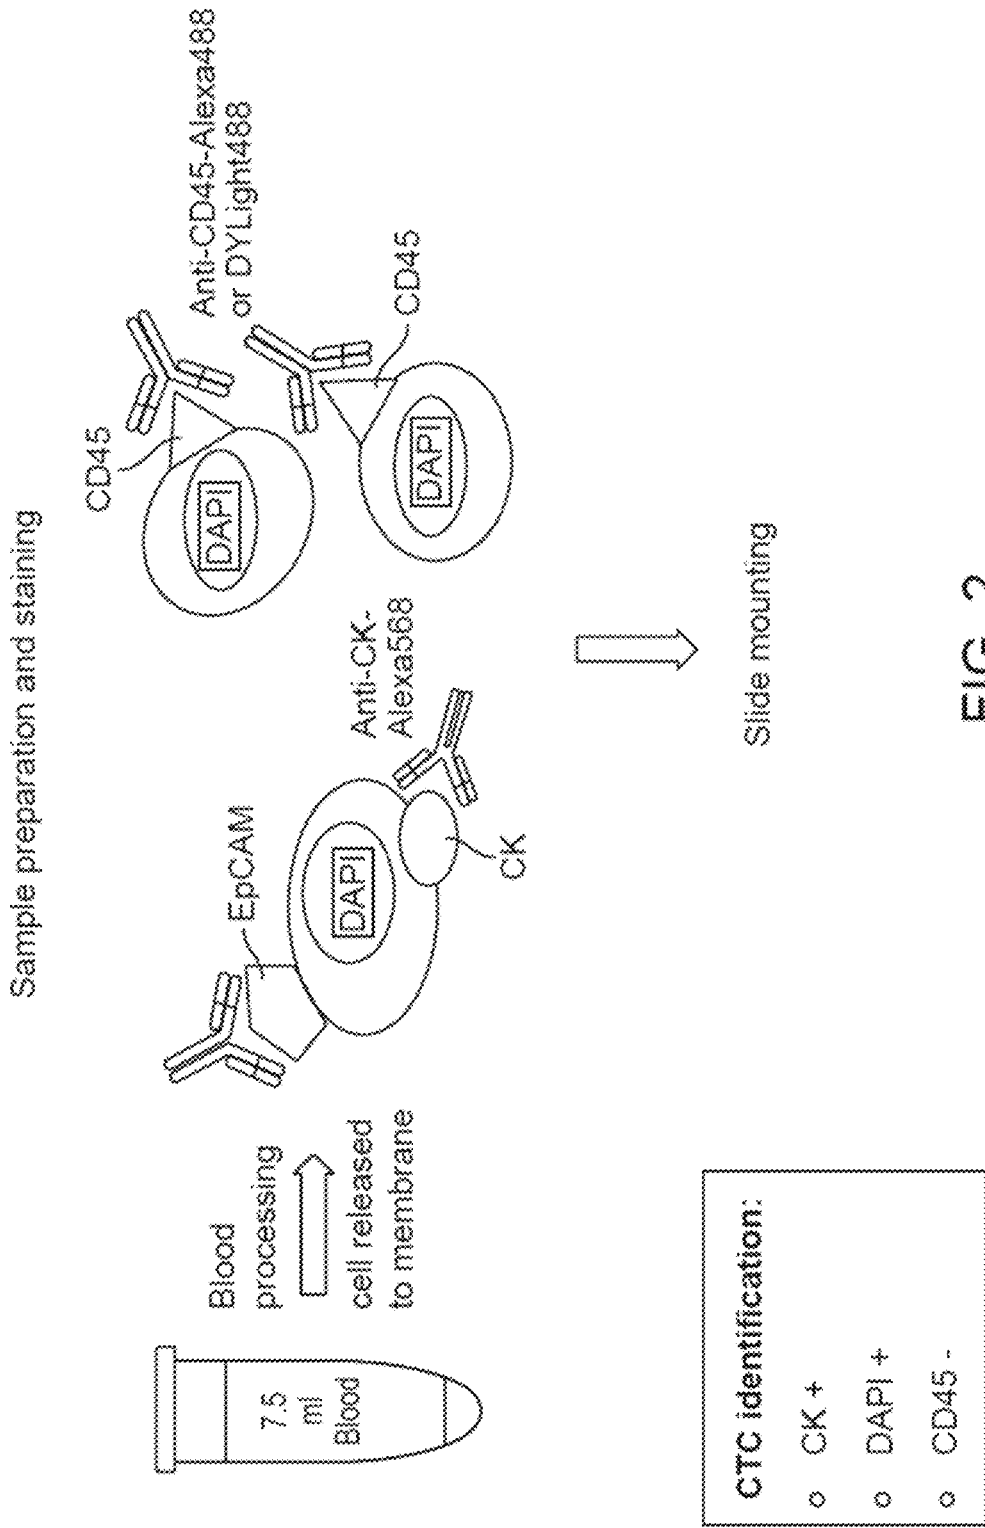 Sample preparation and staining
7.5
ml
Blood
Blood
processing
cell released
to membrane
EpCAM
DAPI
CK
Anti-CK-
Alexa568
CD45
DAPI
Anti-CD45-Alexa488
or DYLight488
CD45
DAPI
Slide mounting
CTC identification:
o CK +
o DAPI +
o CD45 -
FIG. 2